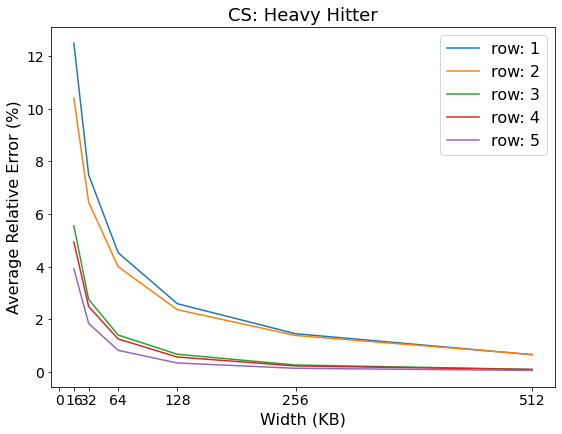 CS: Heavy Hitter
row: 1
row: 2
row: 3
row: 4
row: 5
Average Relative Error (%)
12
10
8
6
4
2
0
0 16 32 64 128 256 512
Width (KB)